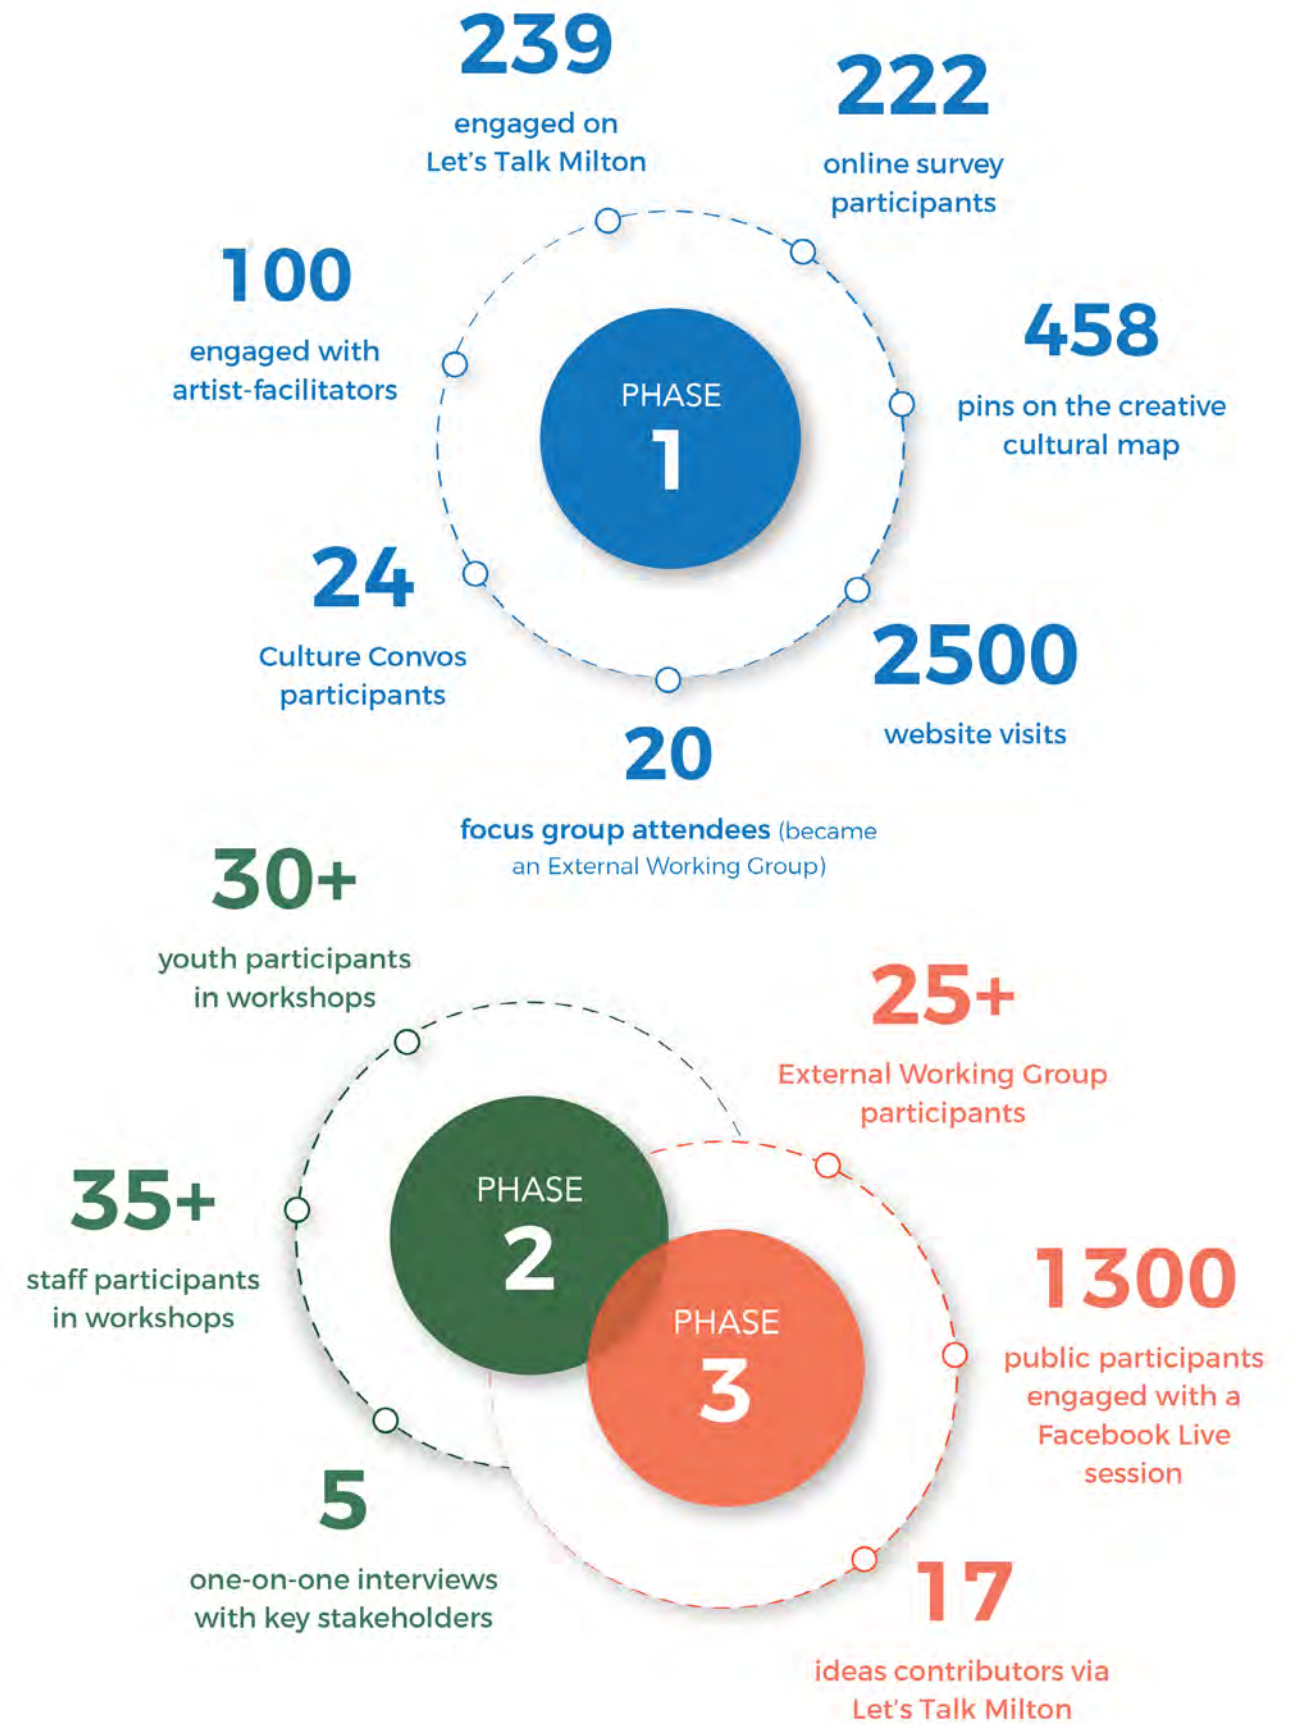 239
engaged on
Let's Talk Milton
222
online survey
participants
100
engaged with
artist-facilitators
458
pins on the creative
cultural map
PHASE
1
24
Culture Convos
participants
2500
website visits
20
focus group attendees (became
an External Working Group)
30+
youth participants
in workshops
25+
External Working Group
participants
35+
staff participants
in workshops
PHASE
2
PHASE
3
1300
public participants
engaged with a
Facebook Live
session
5
one-on-one interviews
with key stakeholders
17
ideas contributors via
Let's Talk Milton